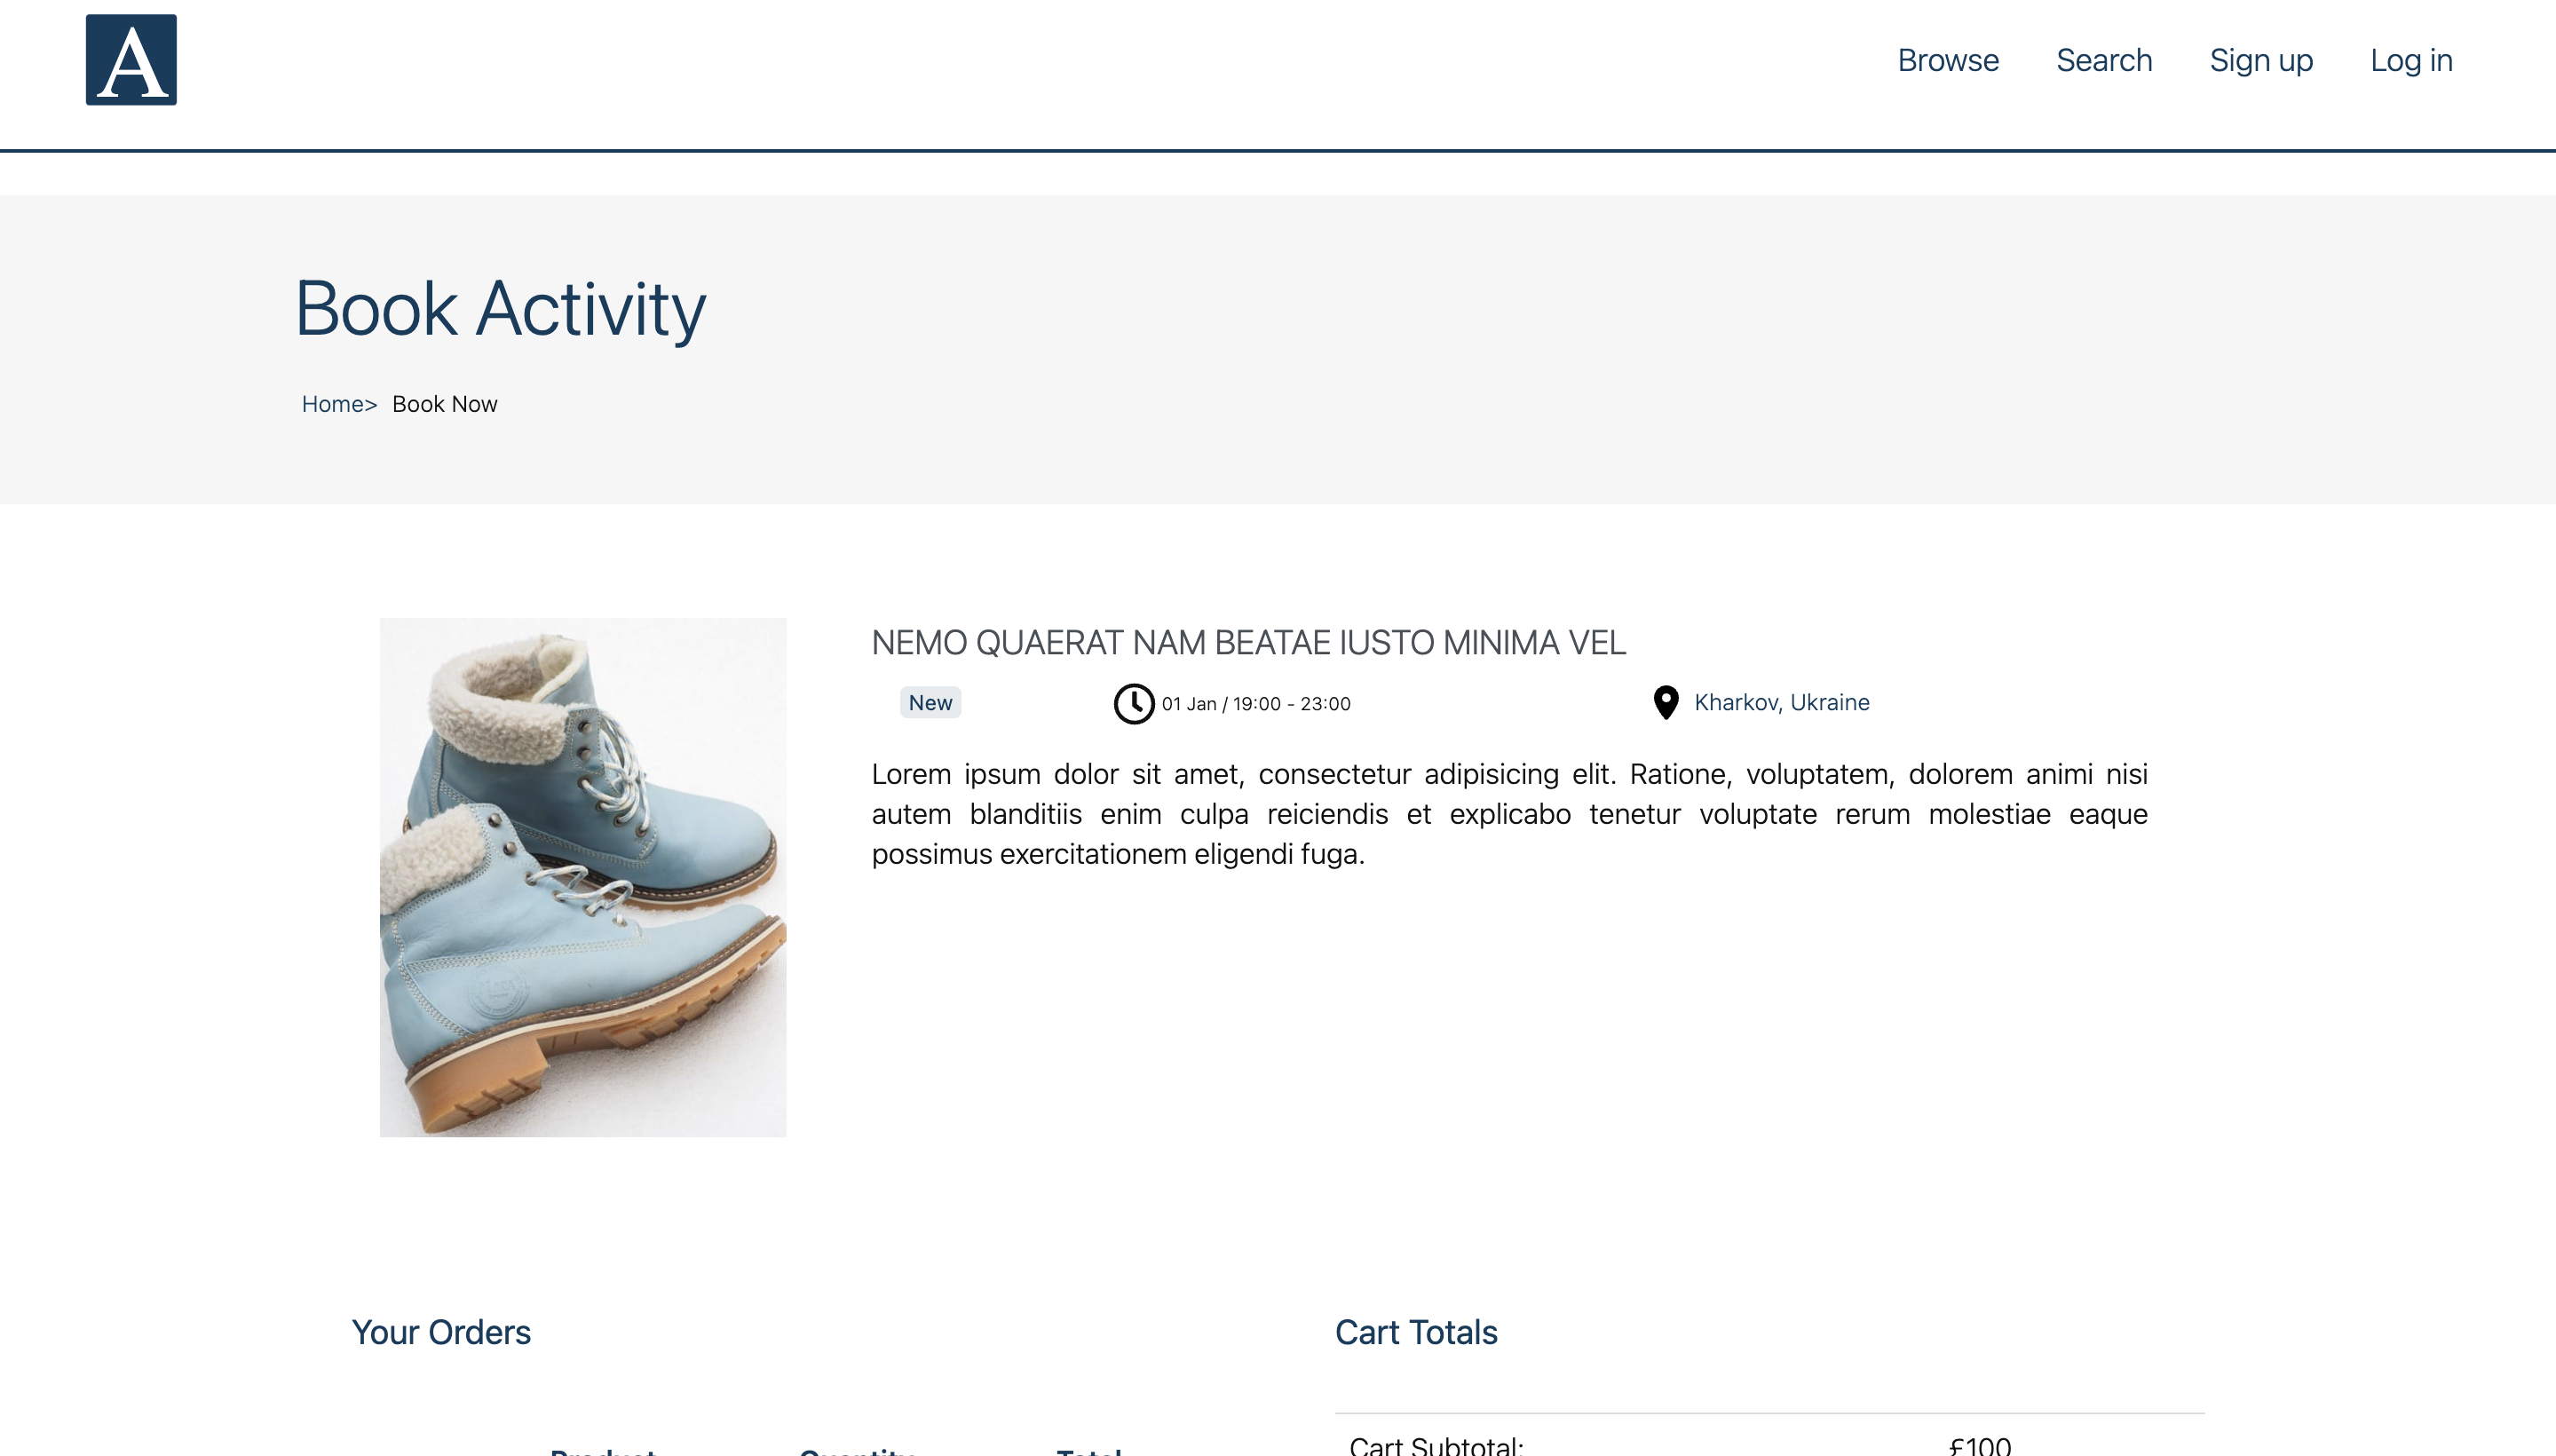 A
Browse Search Sign up Log in
Book Activity
Home> Book Now
NEMO QUAERAT NAM BEATAE IUSTO MINIMA VEL
New 01 Jan / 19:00 - 23:00 Kharkov, Ukraine
Lorem ipsum dolor sit amet, consectetur adipisicing elit. Ratione, voluptatem, dolorem animi nisi
autem blanditiis enim culpa reiciendis et explicabo tenetur voluptate rerum molestiae eaque
possimus exercitationem eligendi fuga.
Your Orders
Cart Totals
Product Quantity Total
Cart Subtotal: £100